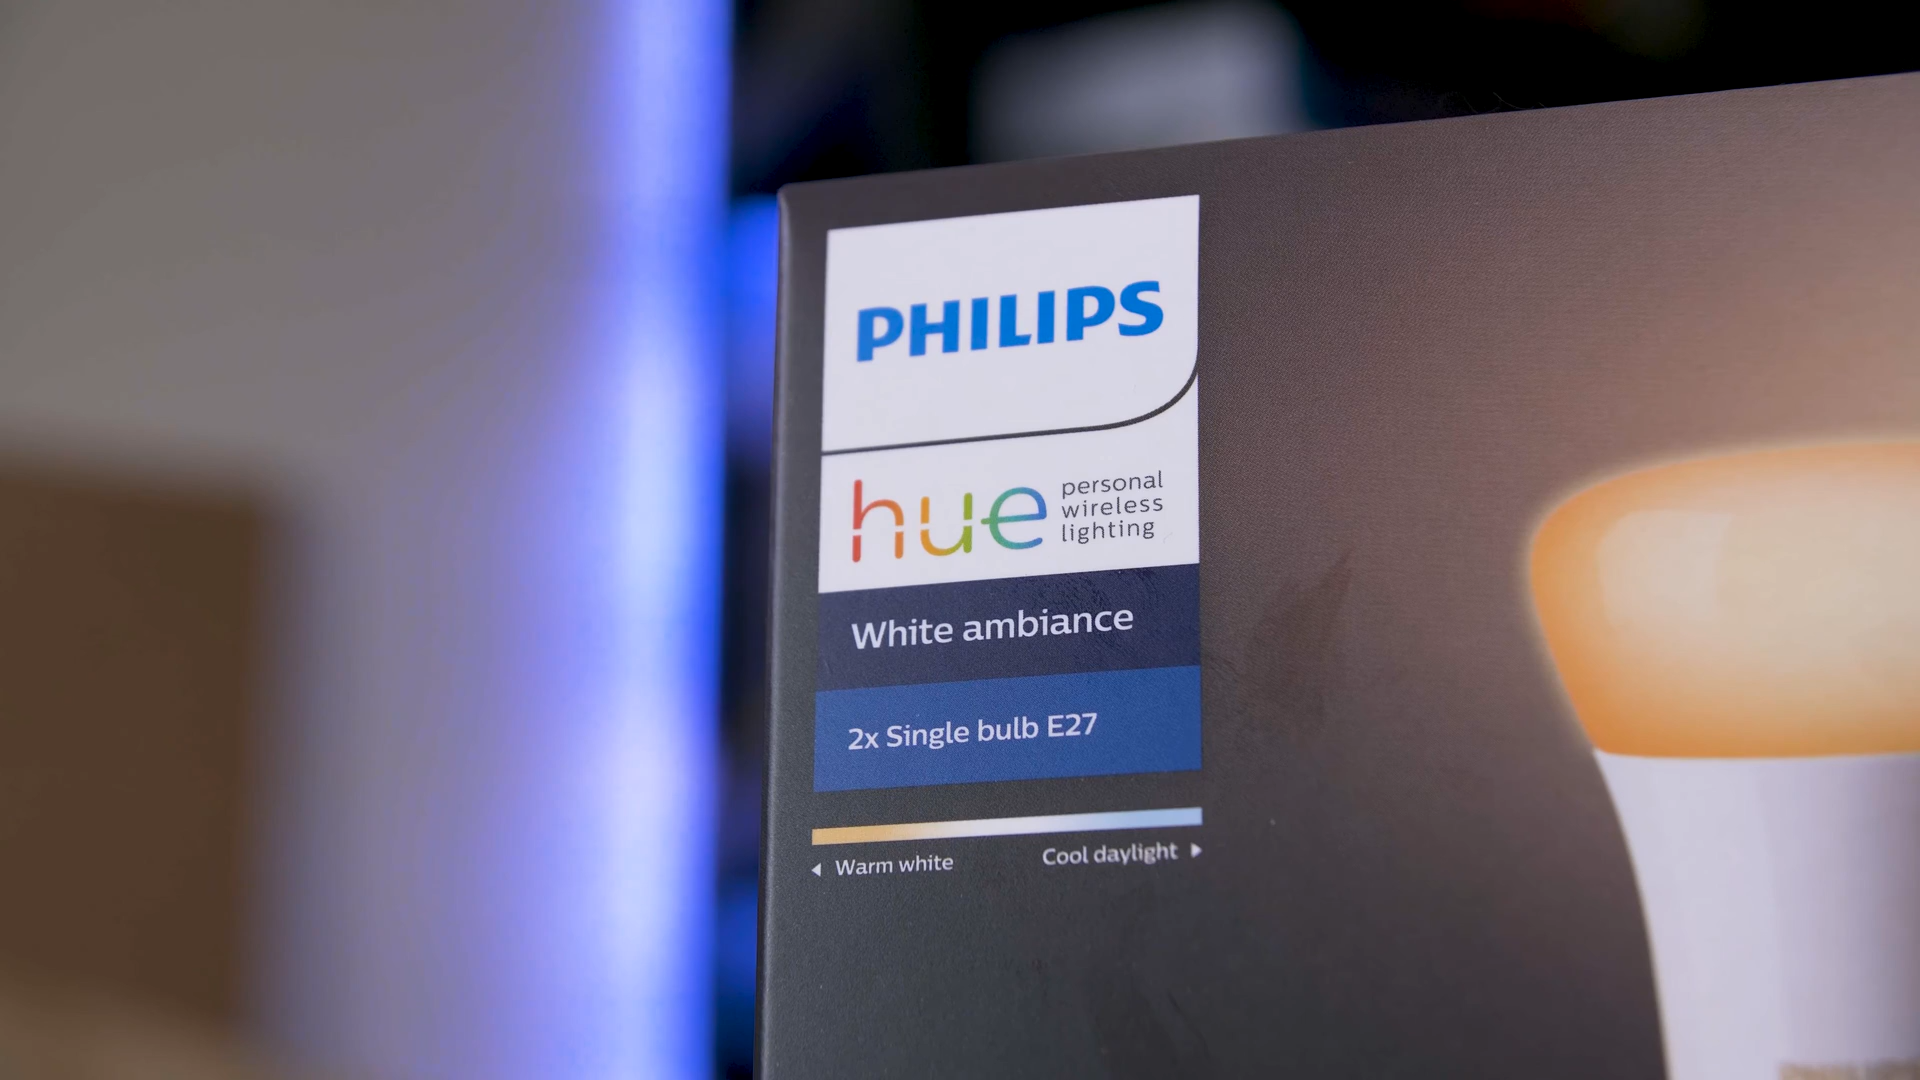 PHILIPS
hue
personal
wireless
lighting
White ambiance
2x Single bulb E27
Warm white
Cool daylight